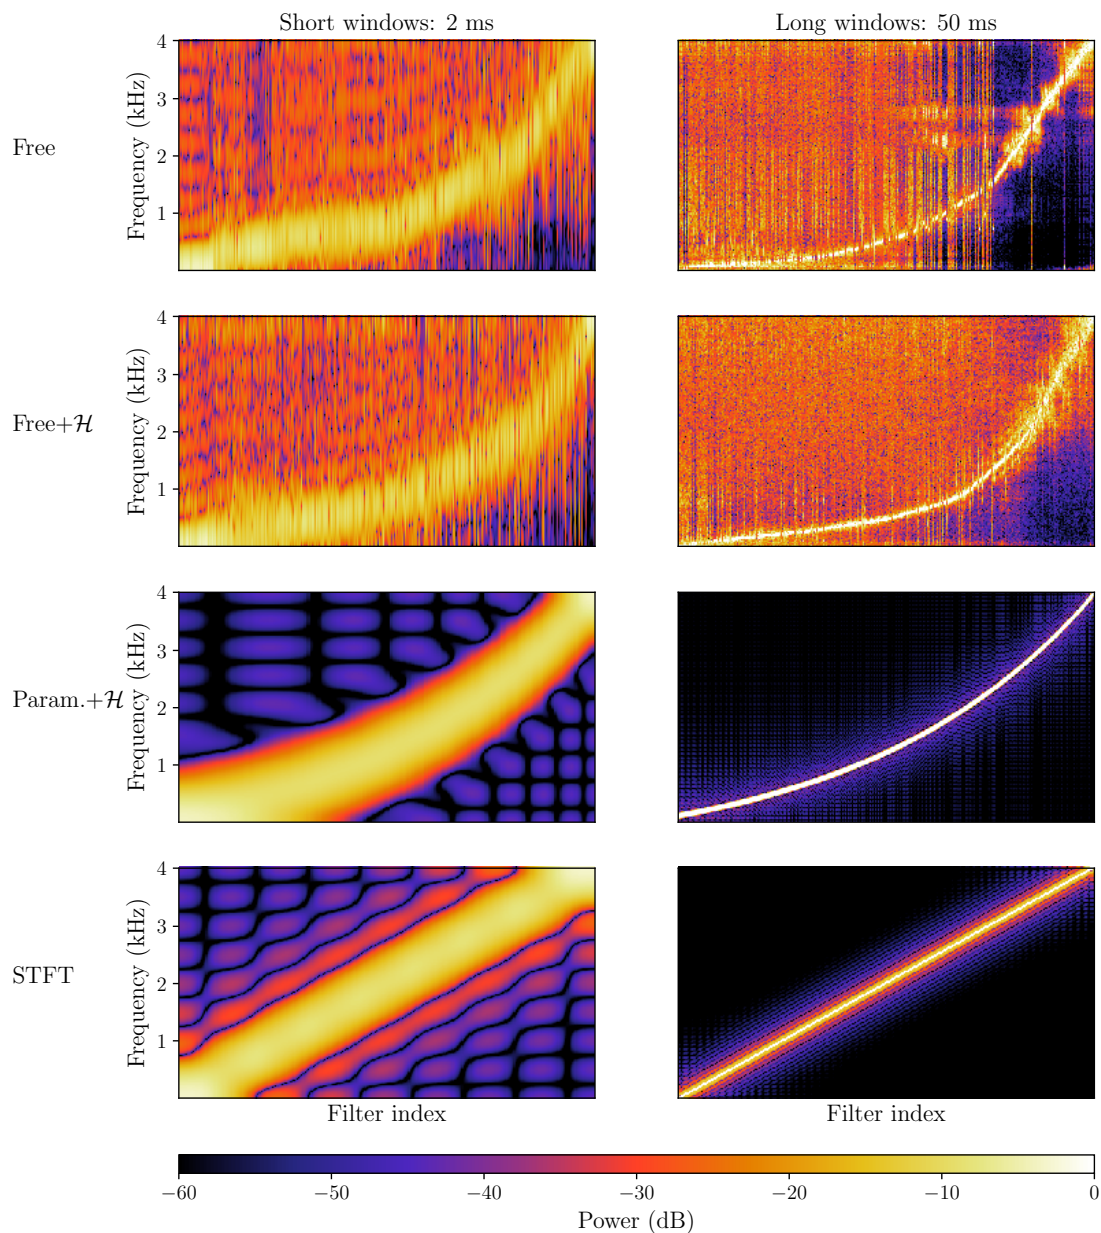 Short windows: 2 ms
Long windows: 50 ms
Free
Frequency (kHz)
4
3
2
1
Free+ℋ
Frequency (kHz)
4
3
2
1
Param.+ℋ
Frequency (kHz)
4
3
2
1
STFT
Frequency (kHz)
4
3
2
1
Filter index
Filter index
−60 −50 −40 −30 −20 −10 0
Power (dB)